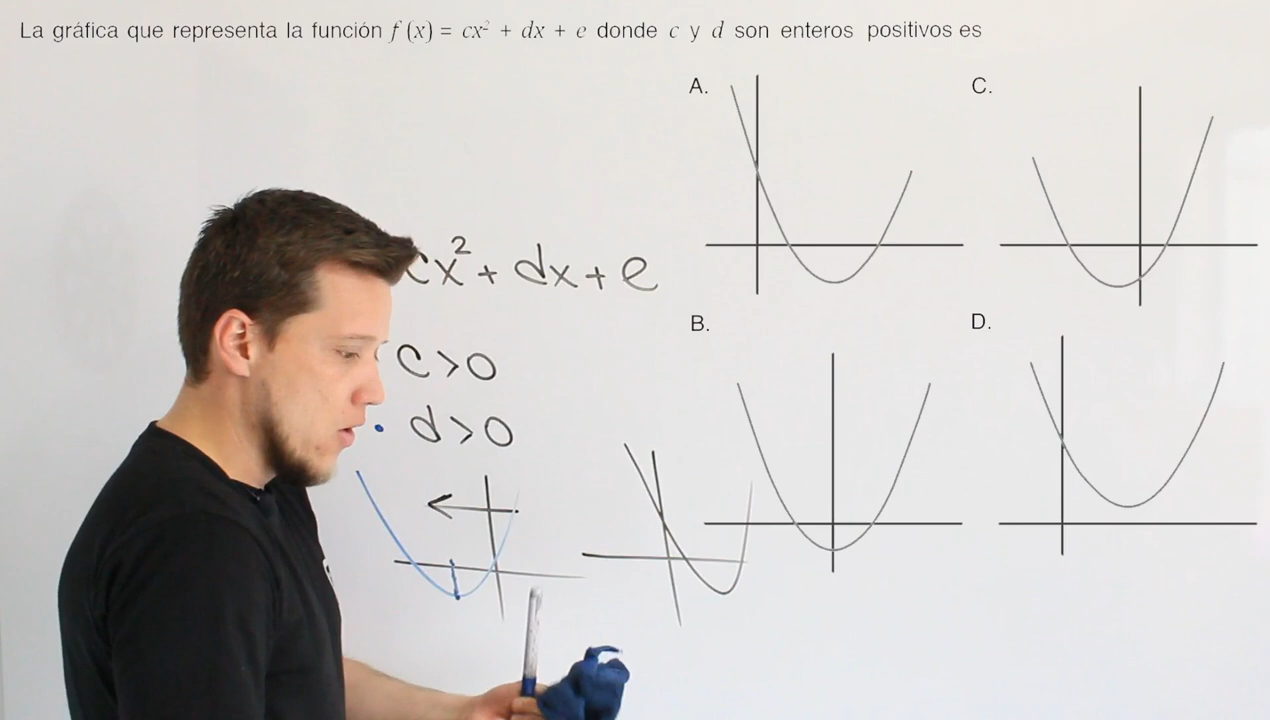 La gráfica que representa la función f (x) = cx² + dx + e donde c y d son enteros positivos es
A.
C.
cx² + dx + e
B.
D.
• c > 0
• d > 0